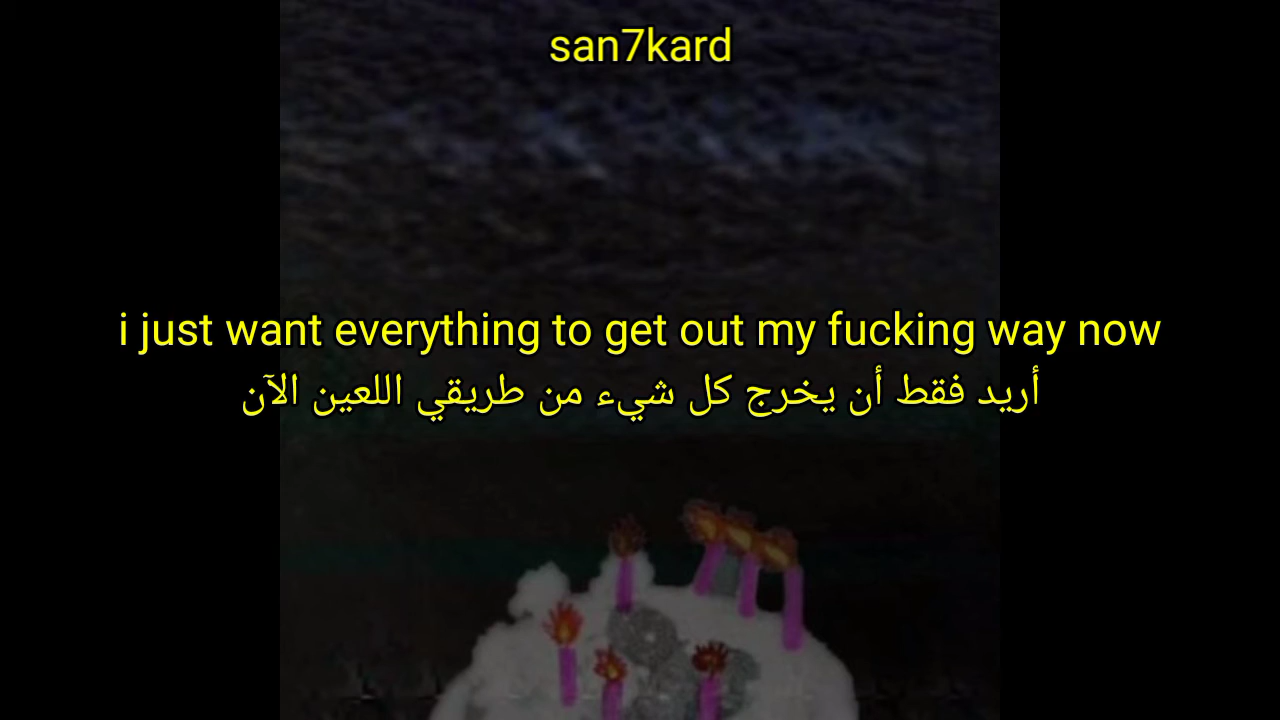 san7kard
i just want everything to get out my fucking way now
أريد فقط أن يخرج كل شيء من طريقي اللعين الآن